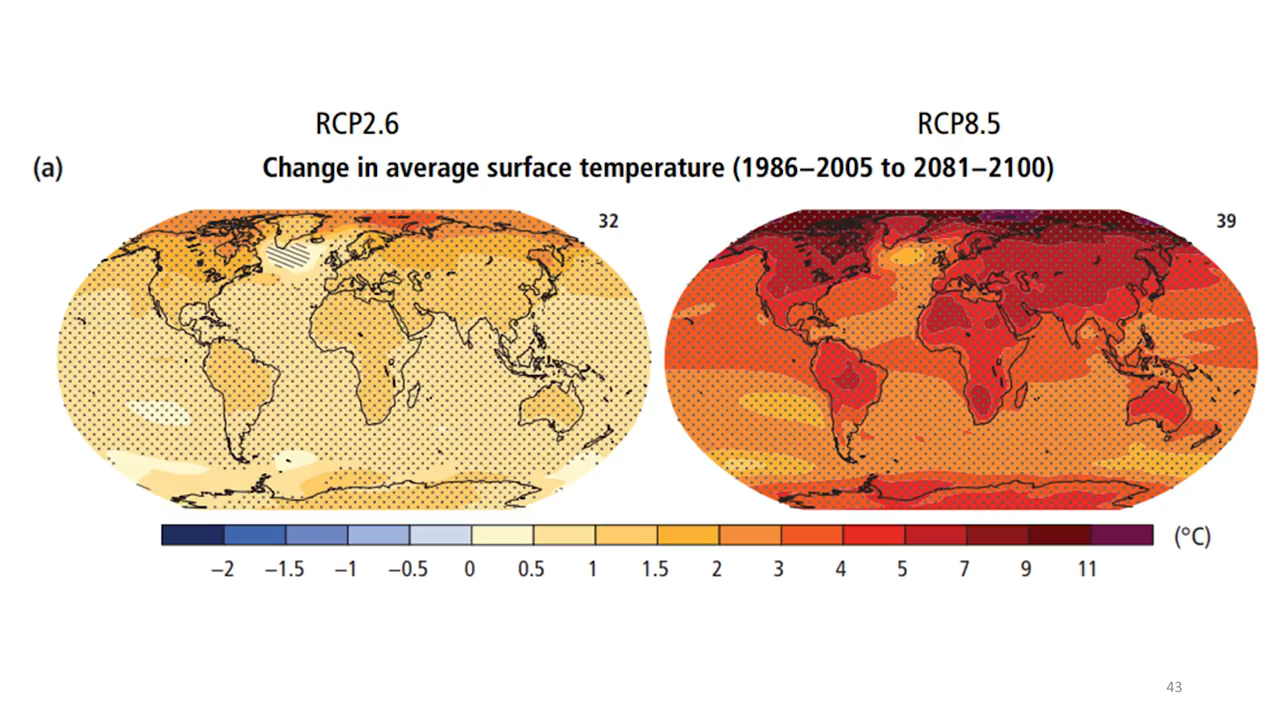 RCP2.6 RCP8.5
(a) Change in average surface temperature (1986−2005 to 2081−2100)
32 39
(°C)
−2 −1.5 −1 −0.5 0 0.5 1 1.5 2 3 4 5 7 9 11
43